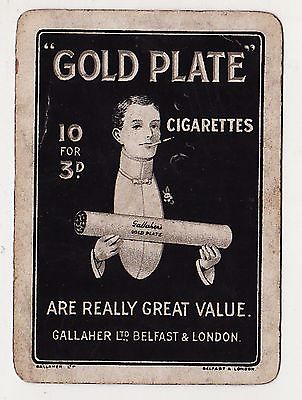 "GOLD PLATE"
10 FOR 3D.
CIGARETTES
Gallaher's
GOLD PLATE
ARE REALLY GREAT VALUE.
GALLAHER LTD BELFAST & LONDON.
GALLAHER LTD BELFAST & LONDON.